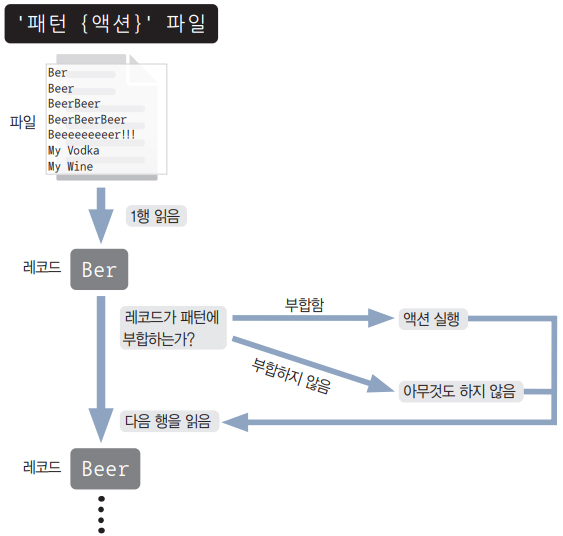 '패턴 {액션}' 파일
Ber
Beer
BeerBeer
BeerBeerBeer
Beeeeeeeeer!!!
My Vodka
My Wine
파일
1행 읽음
레코드
Ber
레코드가 패턴에
부합하는가?
부합함
액션 실행
부합하지 않음
아무것도 하지 않음
다음 행을 읽음
레코드
Beer